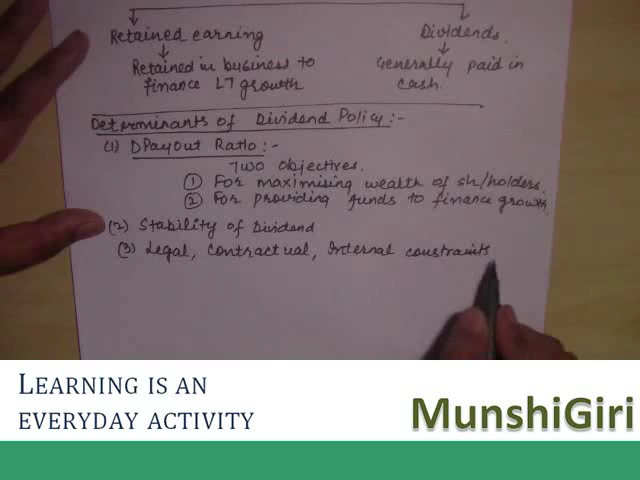 Retained earning Dividends.
Retained in business to Generally paid in
finance LT growth cash.
Determinants of Dividend Policy:-
(1) DPayout Ratio:-
Two objectives.
① For maximising wealth of sh/holders.
② For providing funds to finance growth.
(2) Stability of Dividend
(3) Legal, Contractual, Internal constraints
LEARNING IS AN
EVERYDAY ACTIVITY
MunshiGiri